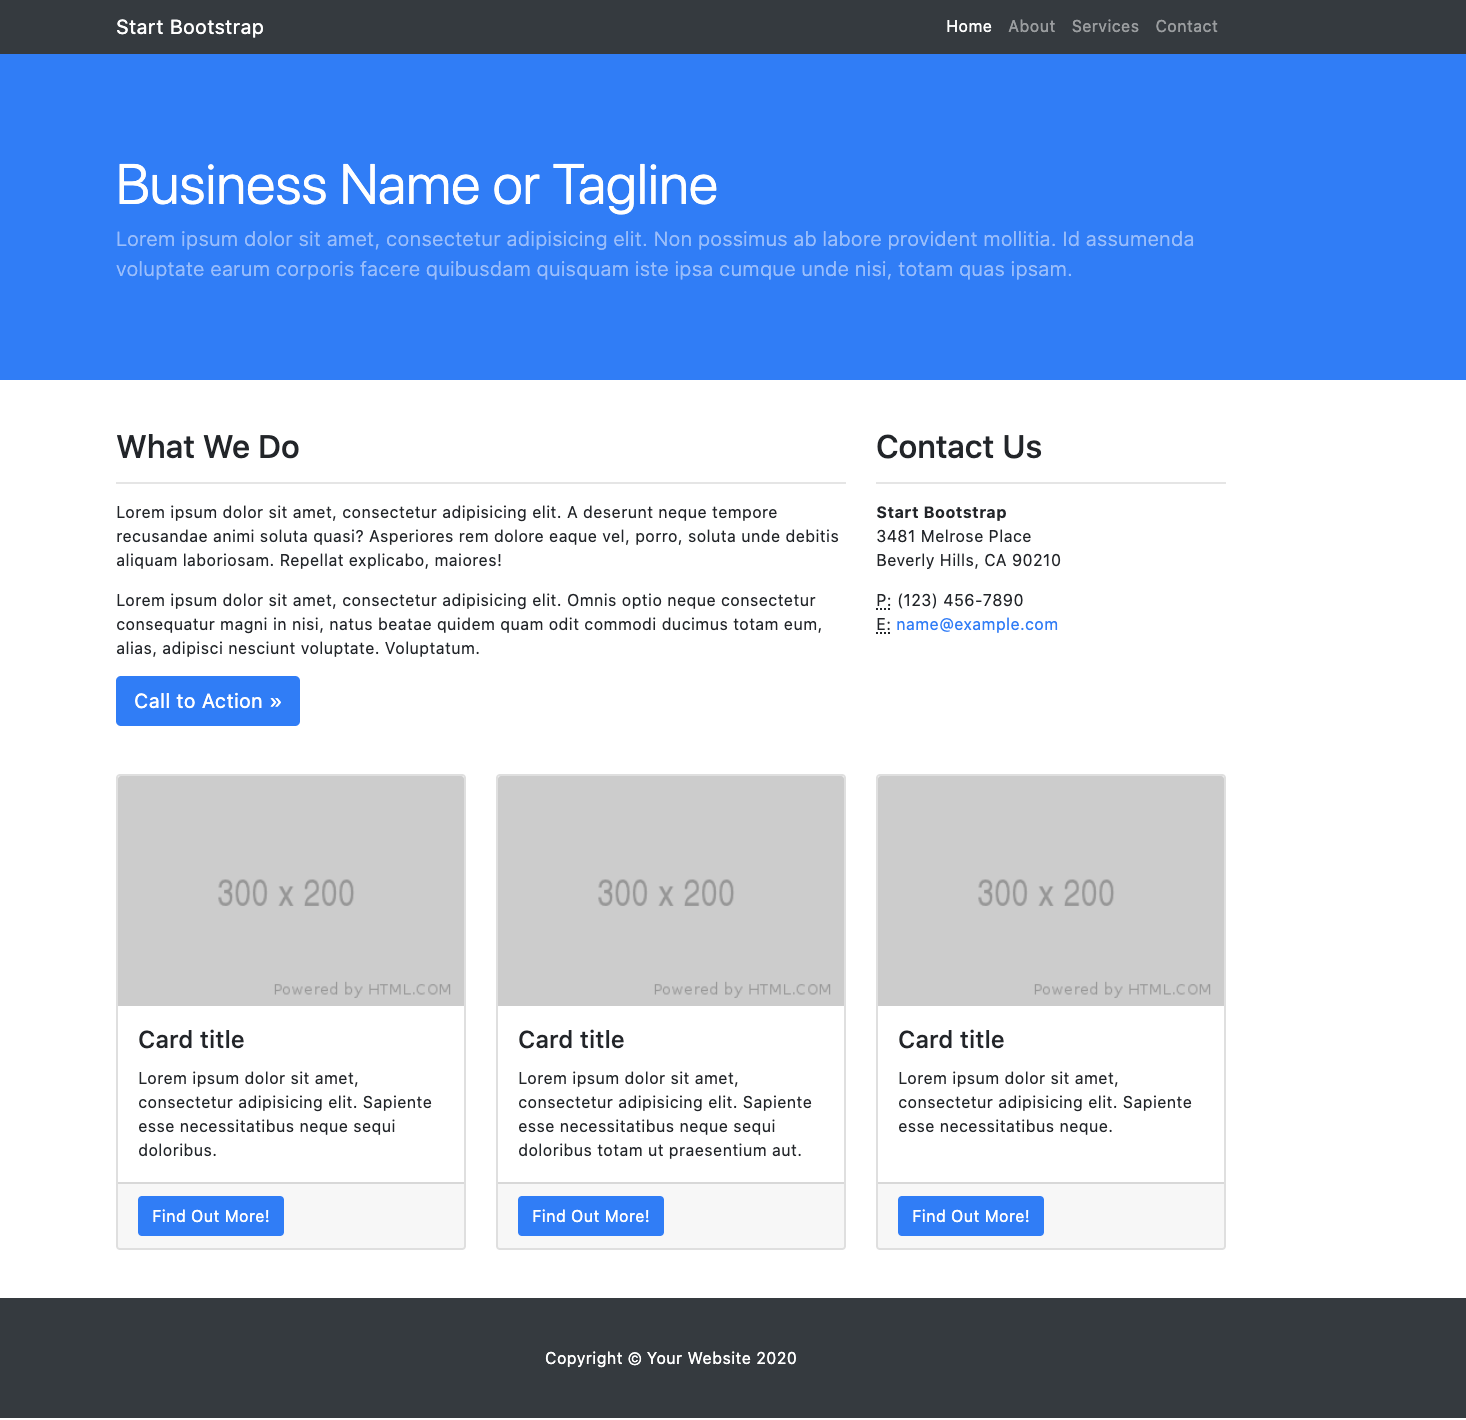 Start Bootstrap
Home About Services Contact
Business Name or Tagline
Lorem ipsum dolor sit amet, consectetur adipisicing elit. Non possimus ab labore provident mollitia. Id assumenda
voluptate earum corporis facere quibusdam quisquam iste ipsa cumque unde nisi, totam quas ipsam.
What We Do
Lorem ipsum dolor sit amet, consectetur adipisicing elit. A deserunt neque tempore
recusandae animi soluta quasi? Asperiores rem dolore eaque vel, porro, soluta unde debitis
aliquam laboriosam. Repellat explicabo, maiores!
Lorem ipsum dolor sit amet, consectetur adipisicing elit. Omnis optio neque consectetur
consequatur magni in nisi, natus beatae quidem quam odit commodi ducimus totam eum,
alias, adipisci nesciunt voluptate. Voluptatum.
Call to Action »
Contact Us
Start Bootstrap
3481 Melrose Place
Beverly Hills, CA 90210
P: (123) 456-7890
E: name@example.com
300 x 200
Powered by HTML.COM
Card title
Lorem ipsum dolor sit amet,
consectetur adipisicing elit. Sapiente
esse necessitatibus neque sequi
doloribus.
Find Out More!
300 x 200
Powered by HTML.COM
Card title
Lorem ipsum dolor sit amet,
consectetur adipisicing elit. Sapiente
esse necessitatibus neque sequi
doloribus totam ut praesentium aut.
Find Out More!
300 x 200
Powered by HTML.COM
Card title
Lorem ipsum dolor sit amet,
consectetur adipisicing elit. Sapiente
esse necessitatibus neque.
Find Out More!
Copyright © Your Website 2020